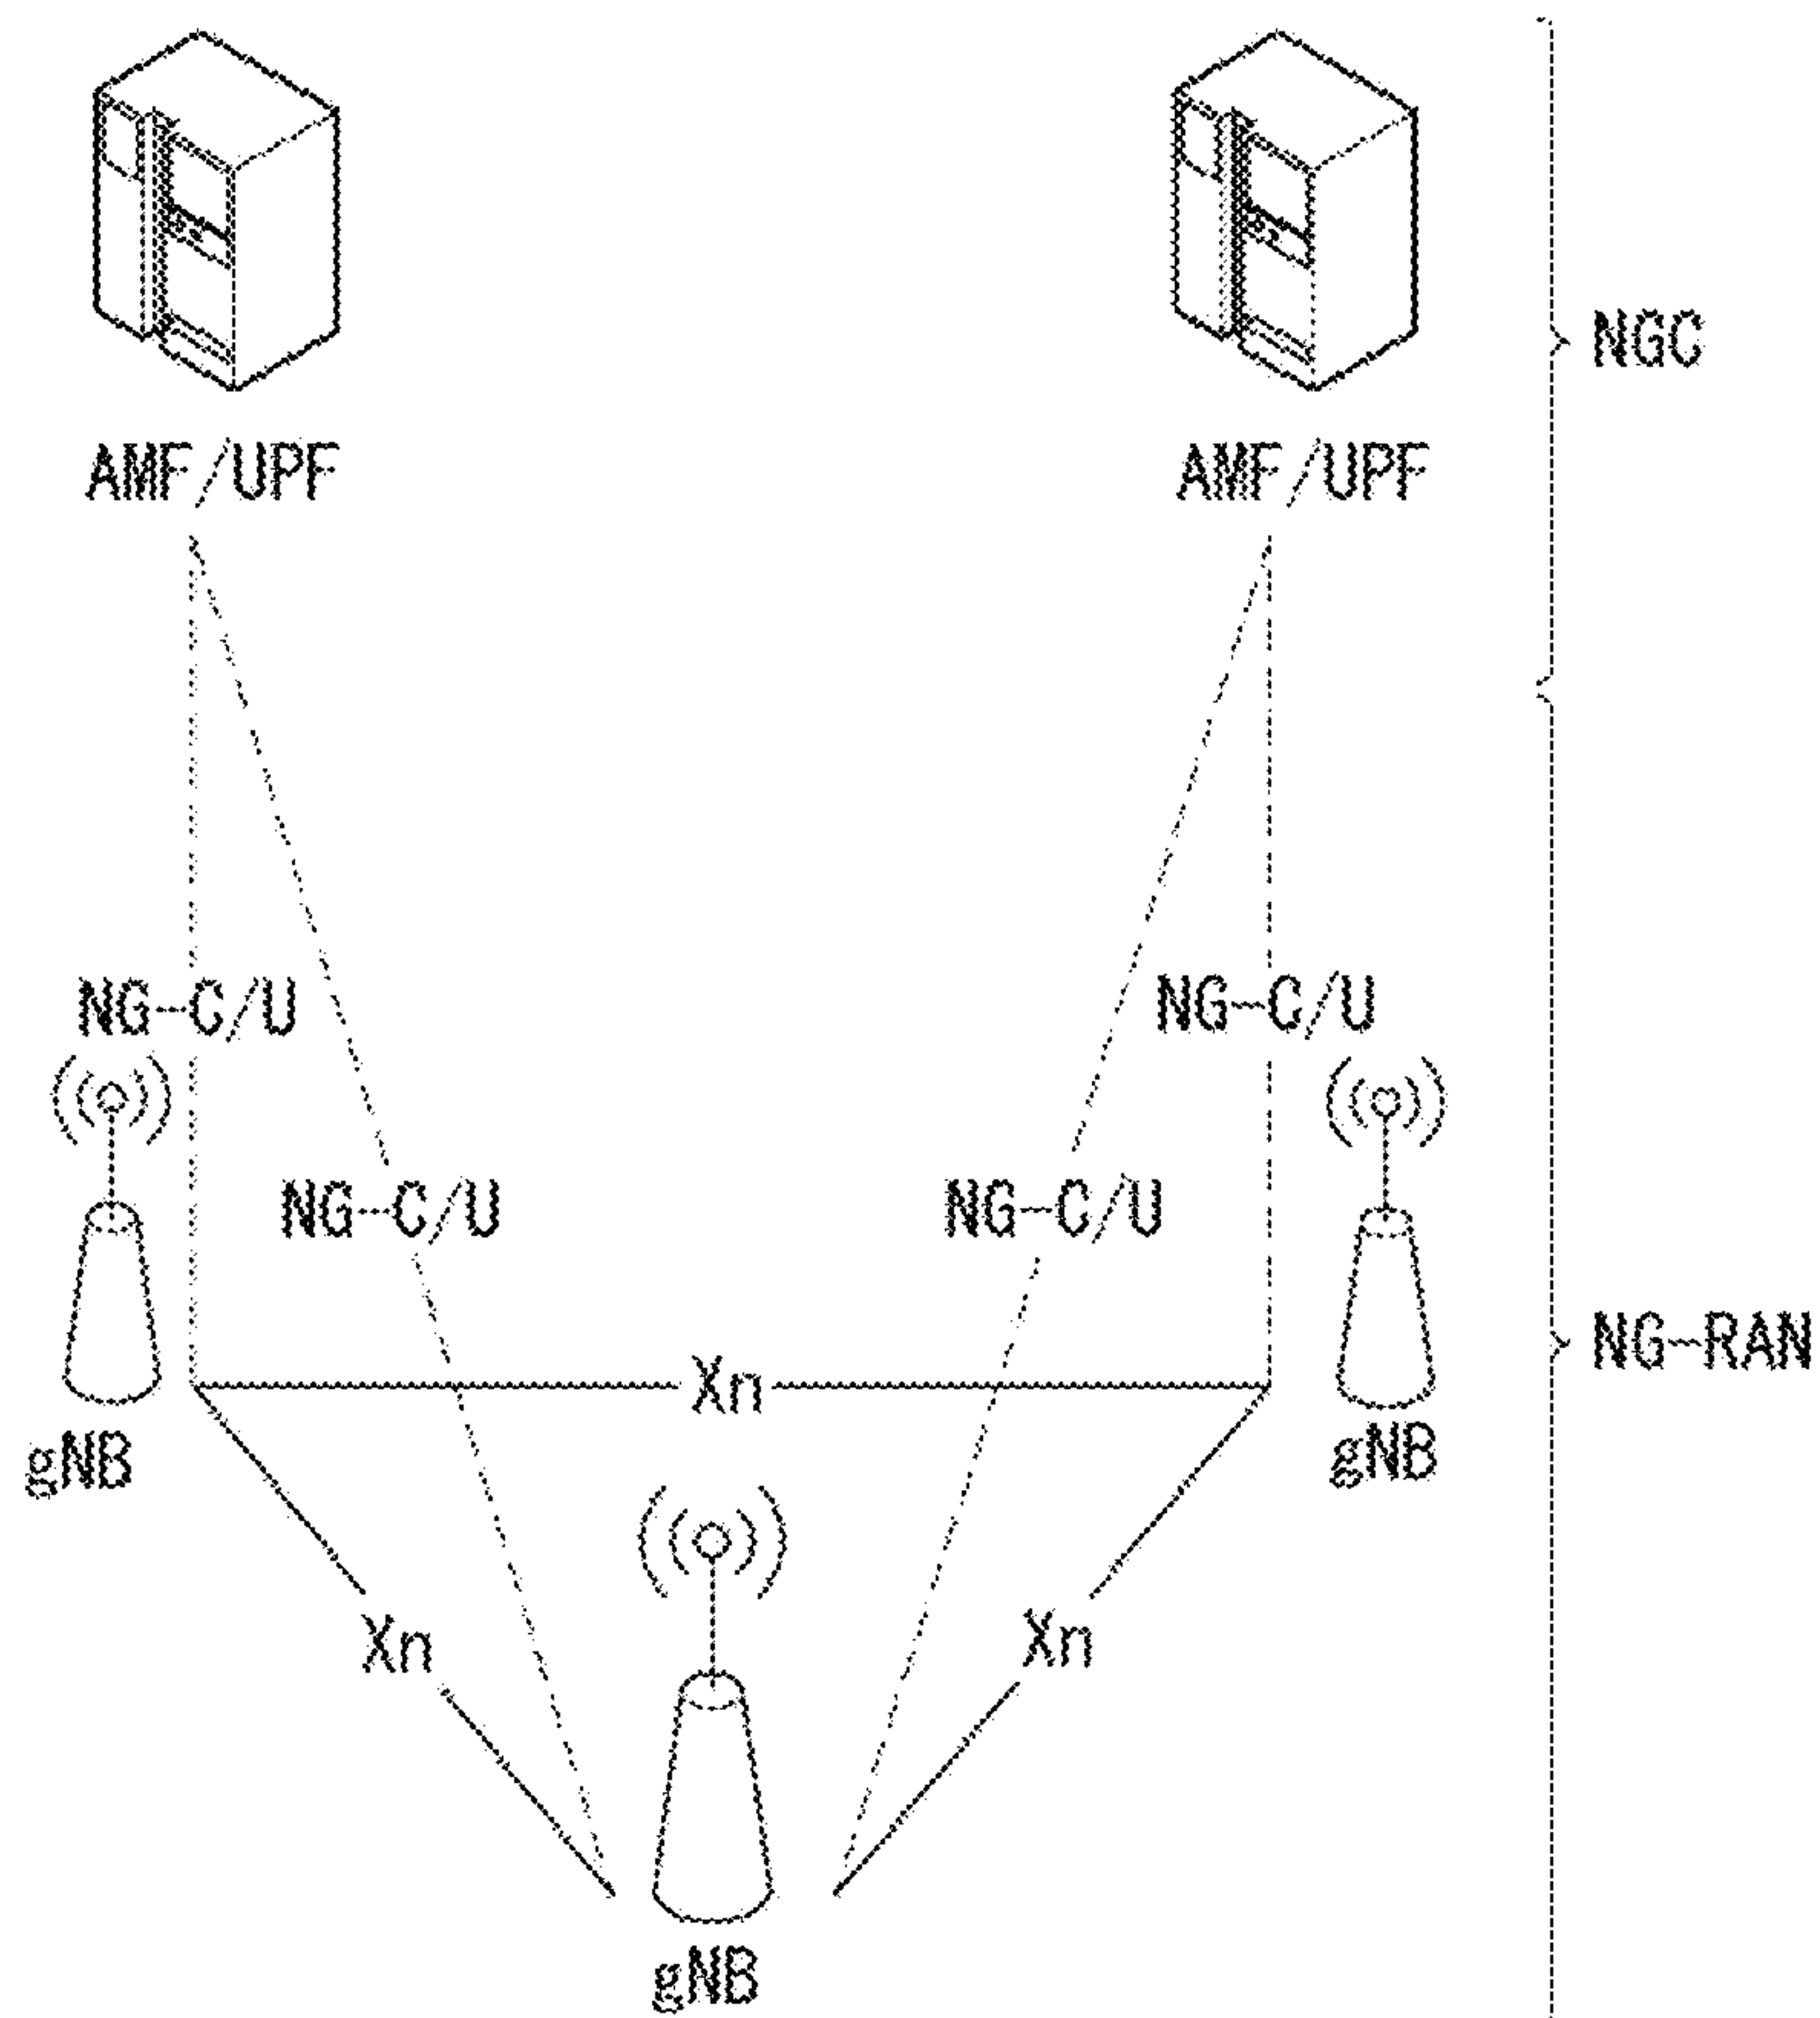 NGC
AMF/UPF
AMF/UPF
NG-C/U
NG-C/U
NG-C/U
NG-C/U
NG-RAN
Xn
gNB
gNB
Xn
Xn
gNB